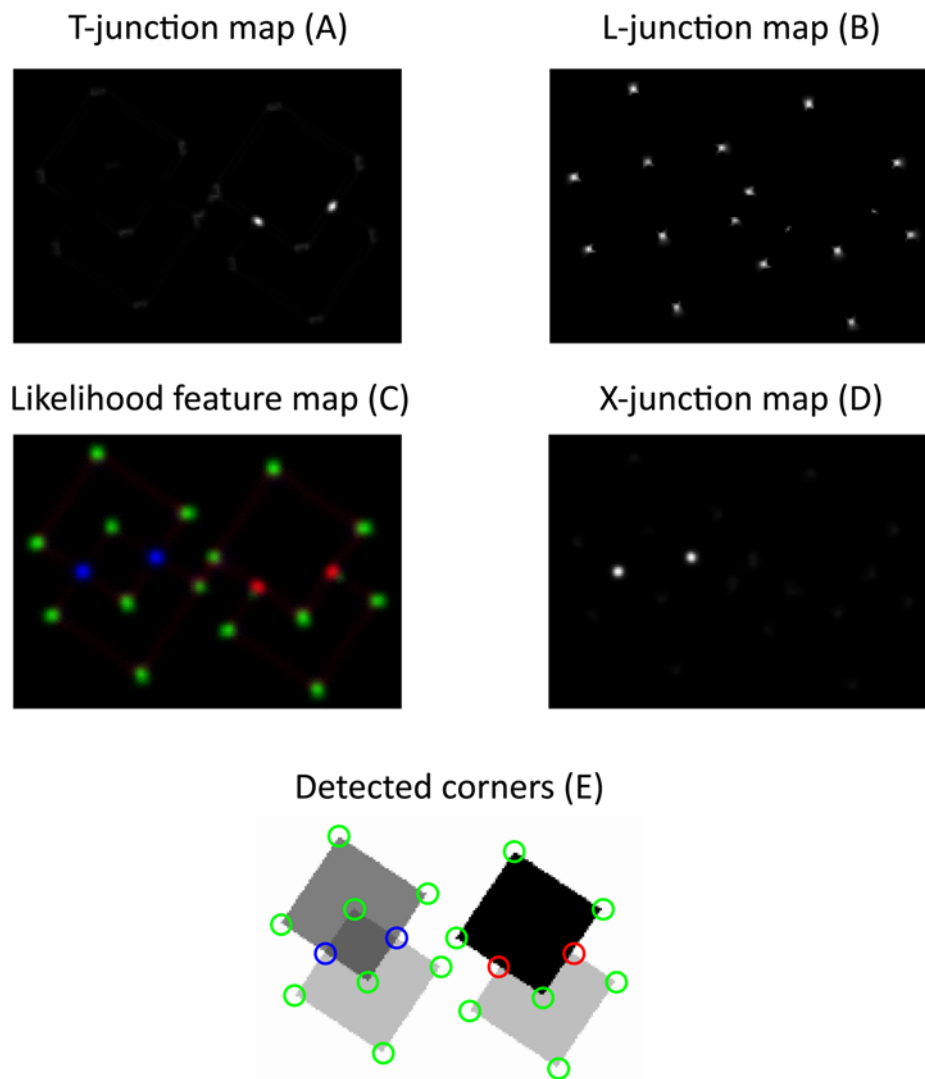 T-junction map (A)
L-junction map (B)
Likelihood feature map (C)
X-junction map (D)
Detected corners (E)